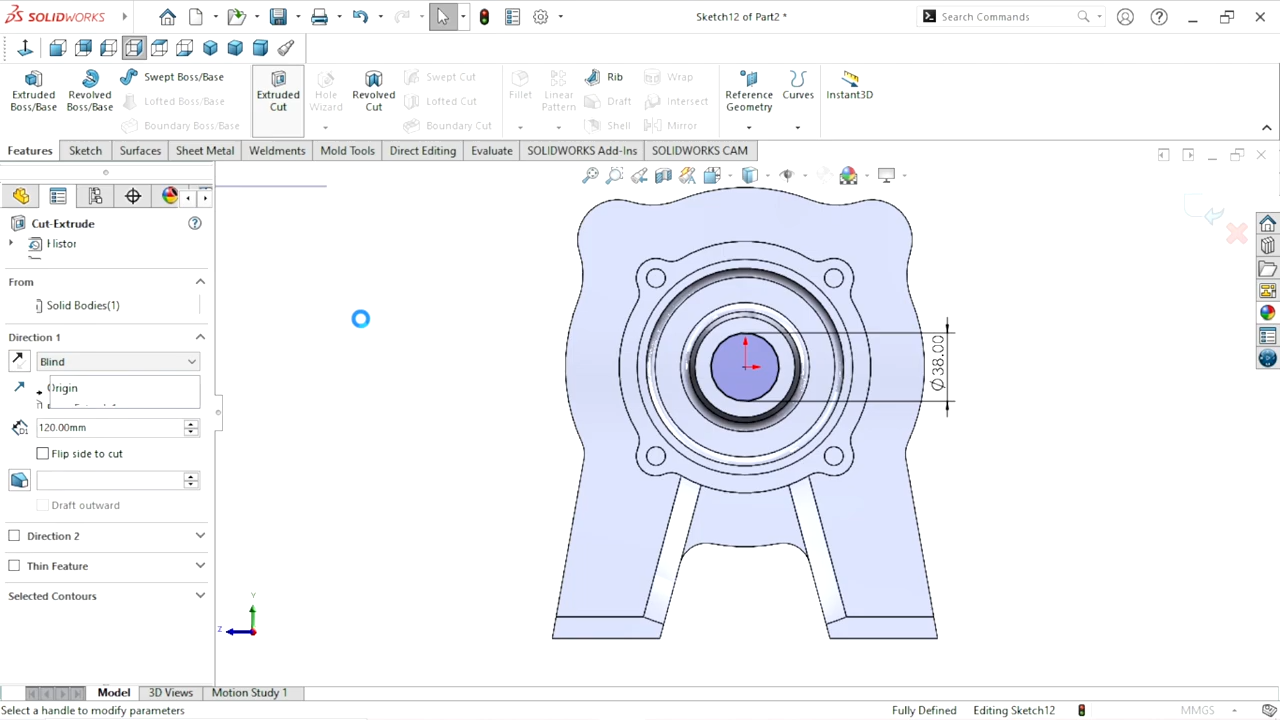 SOLIDWORKS
Sketch12 of Part2 *
Search Commands
Extruded Boss/Base
Revolved Boss/Base
Swept Boss/Base
Lofted Boss/Base
Boundary Boss/Base
Extruded Cut
Hole Wizard
Revolved Cut
Swept Cut
Lofted Cut
Boundary Cut
Fillet
Linear Pattern
Rib
Draft
Shell
Wrap
Intersect
Mirror
Reference Geometry
Curves
Instant3D
Features
Sketch
Surfaces
Sheet Metal
Weldments
Mold Tools
Direct Editing
Evaluate
SOLIDWORKS Add-Ins
SOLIDWORKS CAM
Cut-Extrude
Histor
From
Solid Bodies(1)
Direction 1
Blind
Origin
D1
120.00mm
Flip side to cut
Draft outward
Direction 2
Thin Feature
Selected Contours
Ø38.00
Y
Z
Model
3D Views
Motion Study 1
Select a handle to modify parameters
Fully Defined
Editing Sketch12
MMGS